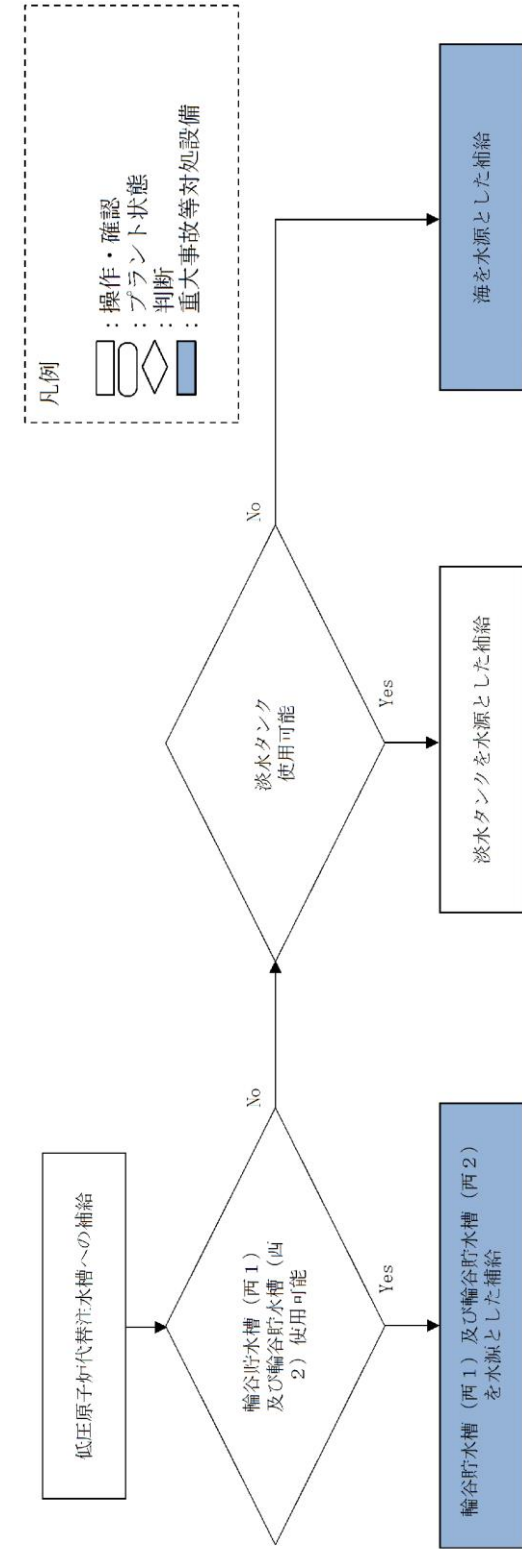 低圧原子炉代替注水槽への補給
輪谷貯水槽（西１）
及び輪谷貯水槽（西
２）使用可能
No
Yes
輪谷貯水槽（西１）及び輪谷貯水槽（西２）
を水源とした補給
淡水タンク
使用可能
No
Yes
淡水タンクを水源とした補給
海を水源とした補給
凡例
：操作・確認
：プラント状態
：判断
：重大事故等対処設備